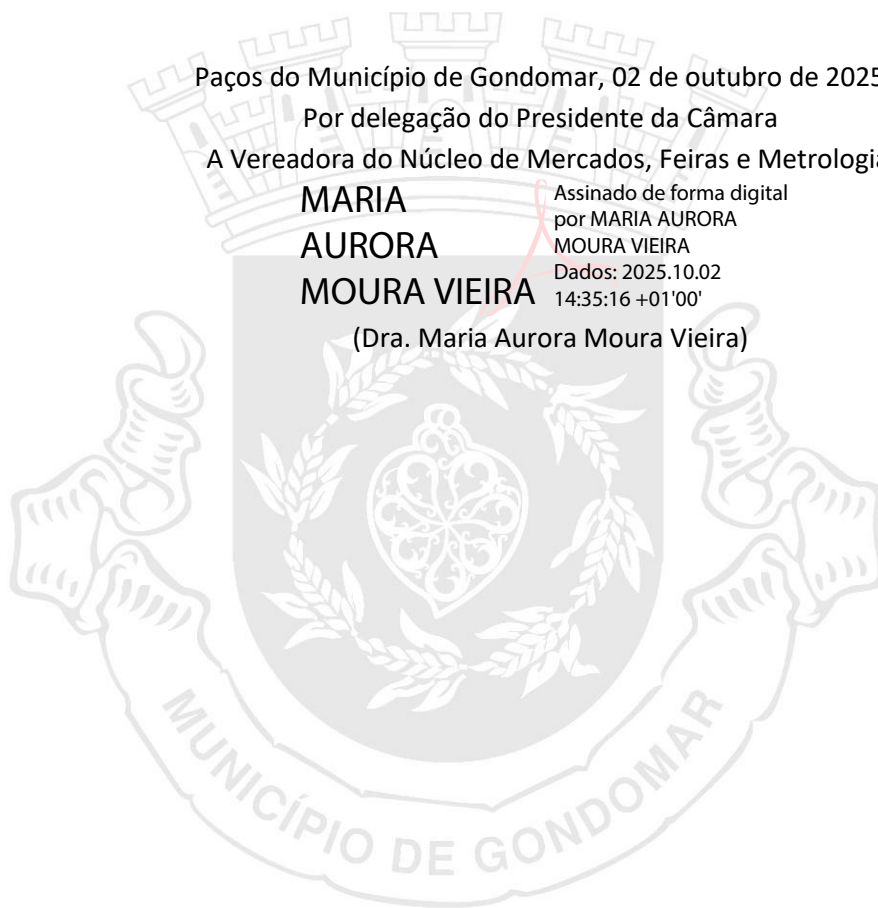 Paços do Município de Gondomar, 02 de outubro de 2025
Por delegação do Presidente da Câmara
A Vereadora do Núcleo de Mercados, Feiras e Metrologia
MARIA
AURORA
MOURA VIEIRA
Assinado de forma digital
por MARIA AURORA
MOURA VIEIRA
Dados: 2025.10.02
14:35:16 +01'00'
(Dra. Maria Aurora Moura Vieira)
MUNICÍPIO DE GONDOMAR